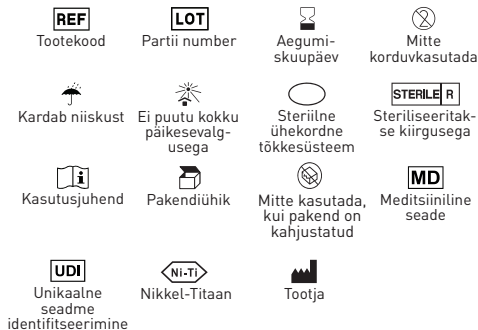 REF
LOT
2
Tootekood
Partii number
Aegumi-
skuupäev
Mitte
korduvkasutada
STERILE R
Kardab niiskust
Ei puutu kokku
päikesevalg-
usega
Steriilne
ühekordne
tõkkesüsteem
Steriliseeritak-
se kiirgusega
i
MD
Kasutusjuhend
Pakendiühik
Mitte kasutada,
kui pakend on
kahjustatud
Meditsiiniline
seade
UDI
Ni-Ti
Unikaalne
seadme
identifitseerimine
Nikkel-Titaan
Tootja